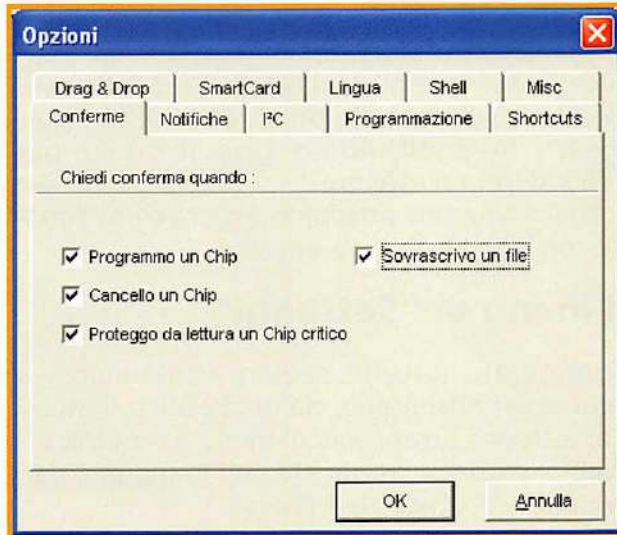 Opzioni
Drag & Drop SmartCard Lingua Shell Misc
Conferme Notifiche I²C Programmazione Shortcuts
Chiedi conferma quando :
Programmo un Chip Sovrascrivo un file
Cancello un Chip
Proteggo da lettura un Chip critico
OK Annulla